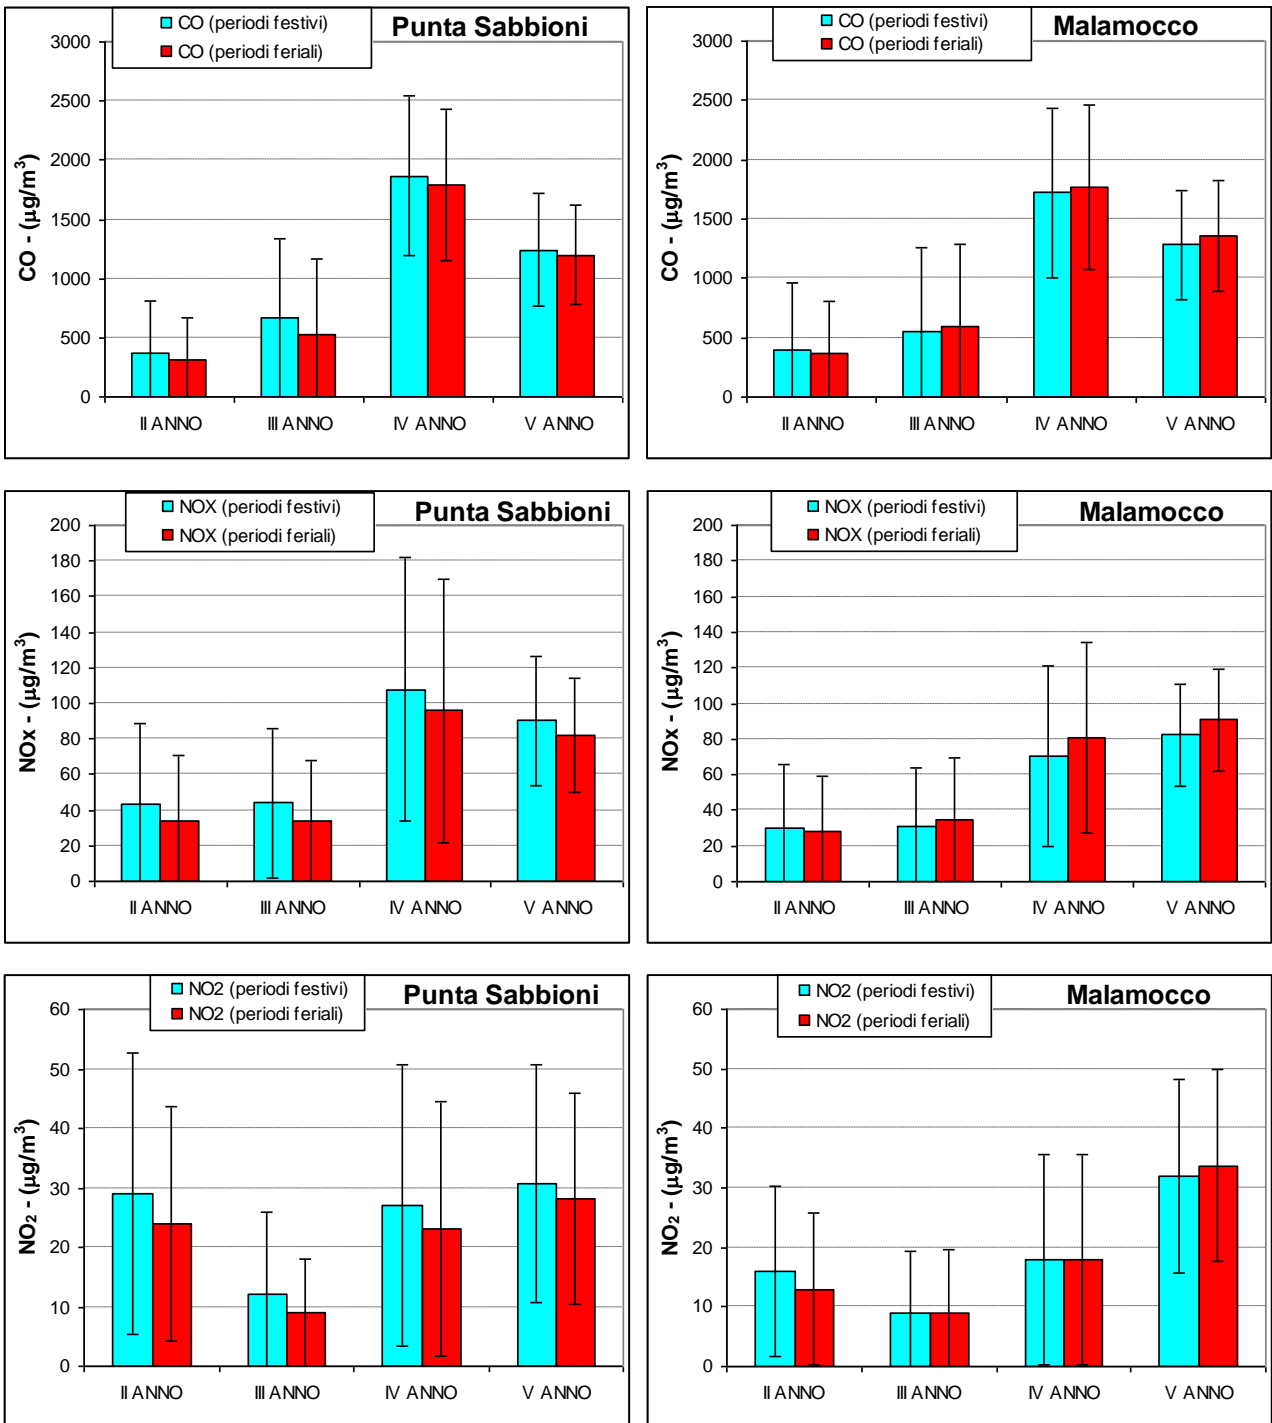 CO (periodi festivi)
CO (periodi feriali)
Punta Sabbioni
CO - (µg/m³)
3000
2500
2000
1500
1000
500
0
II ANNO III ANNO IV ANNO V ANNO
CO (periodi festivi)
CO (periodi feriali)
Malamocco
CO - (µg/m³)
3000
2500
2000
1500
1000
500
0
II ANNO III ANNO IV ANNO V ANNO
NOX (periodi festivi)
NOX (periodi feriali)
Punta Sabbioni
NOx - (µg/m³)
200
180
160
140
120
100
80
60
40
20
0
II ANNO III ANNO IV ANNO V ANNO
NOX (periodi festivi)
NOX (periodi feriali)
Malamocco
NOx - (µg/m³)
200
180
160
140
120
100
80
60
40
20
0
II ANNO III ANNO IV ANNO V ANNO
NO2 (periodi festivi)
NO2 (periodi feriali)
Punta Sabbioni
NO₂ - (µg/m³)
60
50
40
30
20
10
0
II ANNO III ANNO IV ANNO V ANNO
NO2 (periodi festivi)
NO2 (periodi feriali)
Malamocco
NO₂ - (µg/m³)
60
50
40
30
20
10
0
II ANNO III ANNO IV ANNO V ANNO